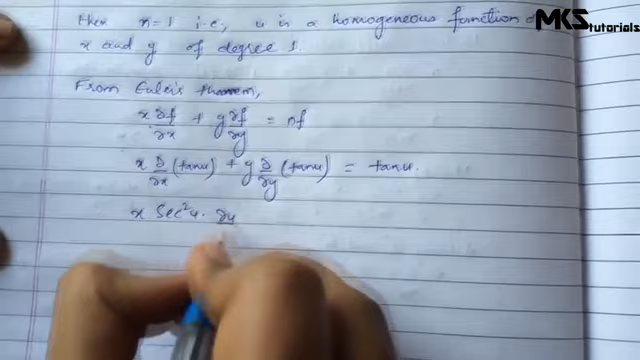 then n=1 i.e, u is a homogeneous function of
x and y of degree 1.
From Euler's theorem,
x ∂f/∂x + y ∂f/∂y = nf
x ∂/∂x (tanu) + y ∂/∂y (tanu) = tanu.
x Sec²u. ∂u
MKS tutorials